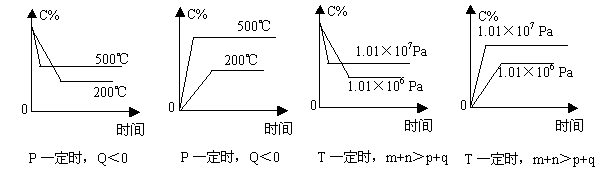 C%
500℃
200℃
0
时间
P 一定时，Q＜0
C%
500℃
200℃
0
时间
P 一定时，Q＜0
C%
1.01×10⁷Pa
1.01×10⁶ Pa
0
时间
T 一定时，m+n＞p+q
C%
1.01×10⁷ Pa
1.01×10⁶ Pa
0
时间
T 一定时，m+n＞p+q